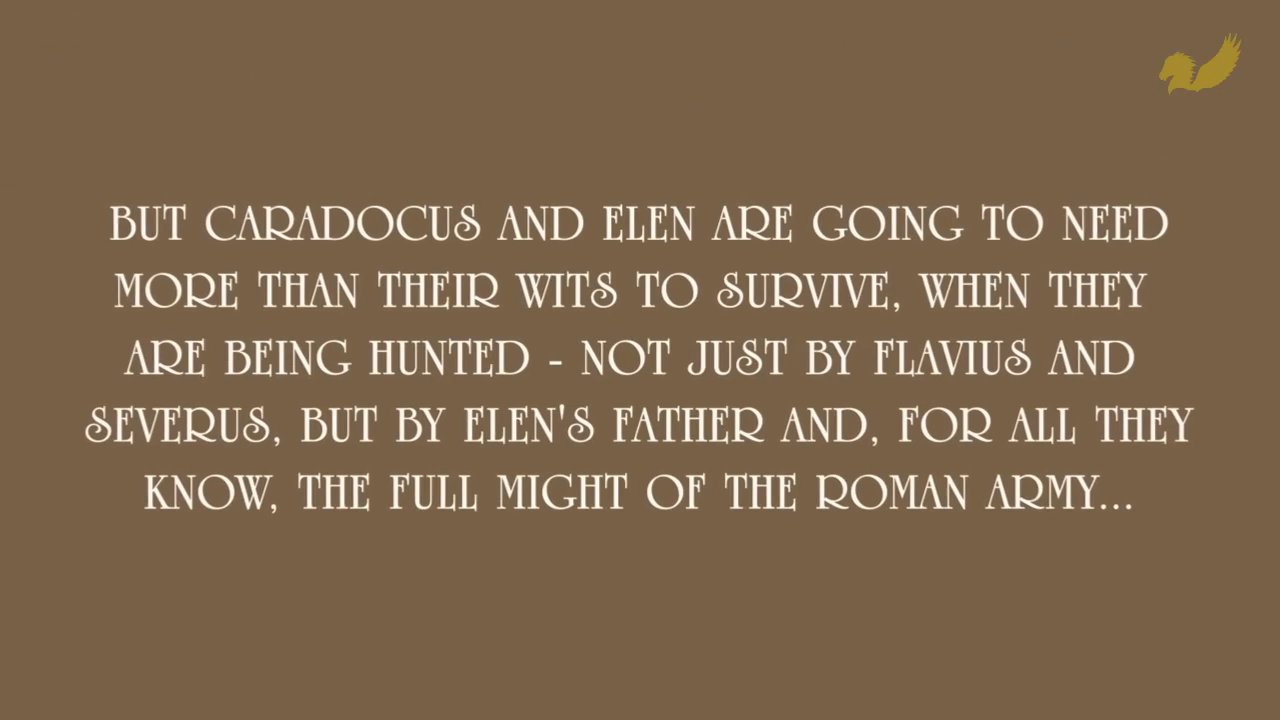 BUT CARADOCUS AND ELEN ARE GOING TO NEED
MORE THAN THEIR WITS TO SURVIVE, WHEN THEY
ARE BEING HUNTED - NOT JUST BY FLAVIUS AND
SEVERUS, BUT BY ELEN'S FATHER AND, FOR ALL THEY
KNOW, THE FULL MIGHT OF THE ROMAN ARMY...